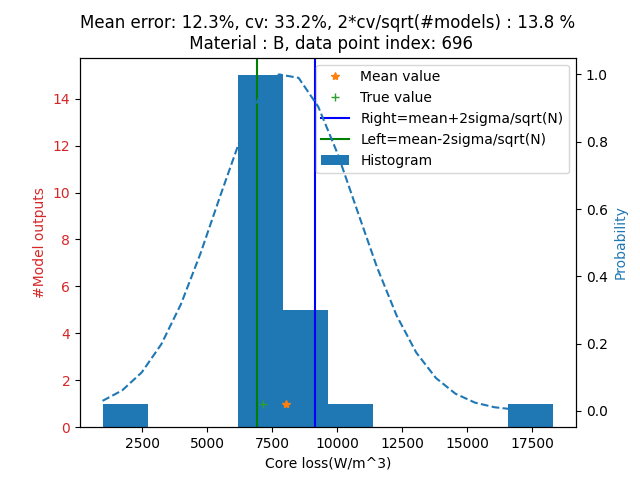 Mean error: 12.3%, cv: 33.2%, 2*cv/sqrt(#models) : 13.8 %
Material : B, data point index: 696
Mean value
True value
Right=mean+2sigma/sqrt(N)
Left=mean-2sigma/sqrt(N)
Histogram
#Model outputs
14
12
10
8
6
4
2
0
1.0
0.8
0.6
0.4
0.2
0.0
Probability
2500 5000 7500 10000 12500 15000 17500
Core loss(W/m^3)